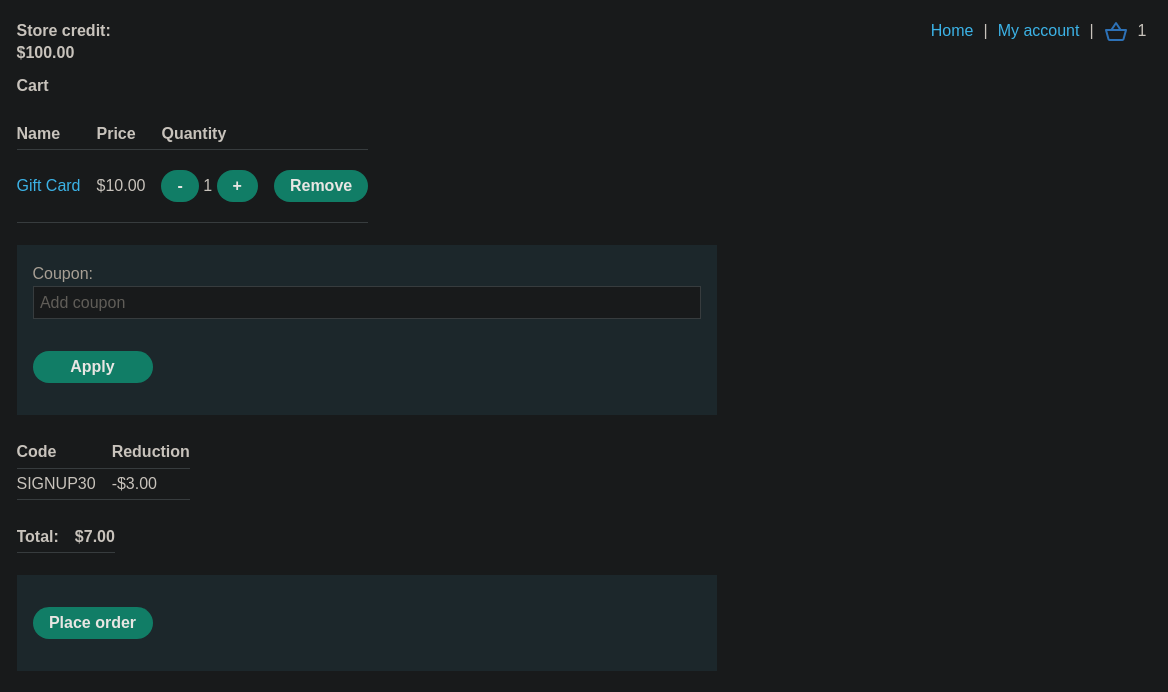 Store credit:
$100.00
Home | My account | 1
Cart
Name Price Quantity
Gift Card $10.00 - 1 + Remove
Coupon:
Add coupon
Apply
Code Reduction
SIGNUP30 -$3.00
Total: $7.00
Place order